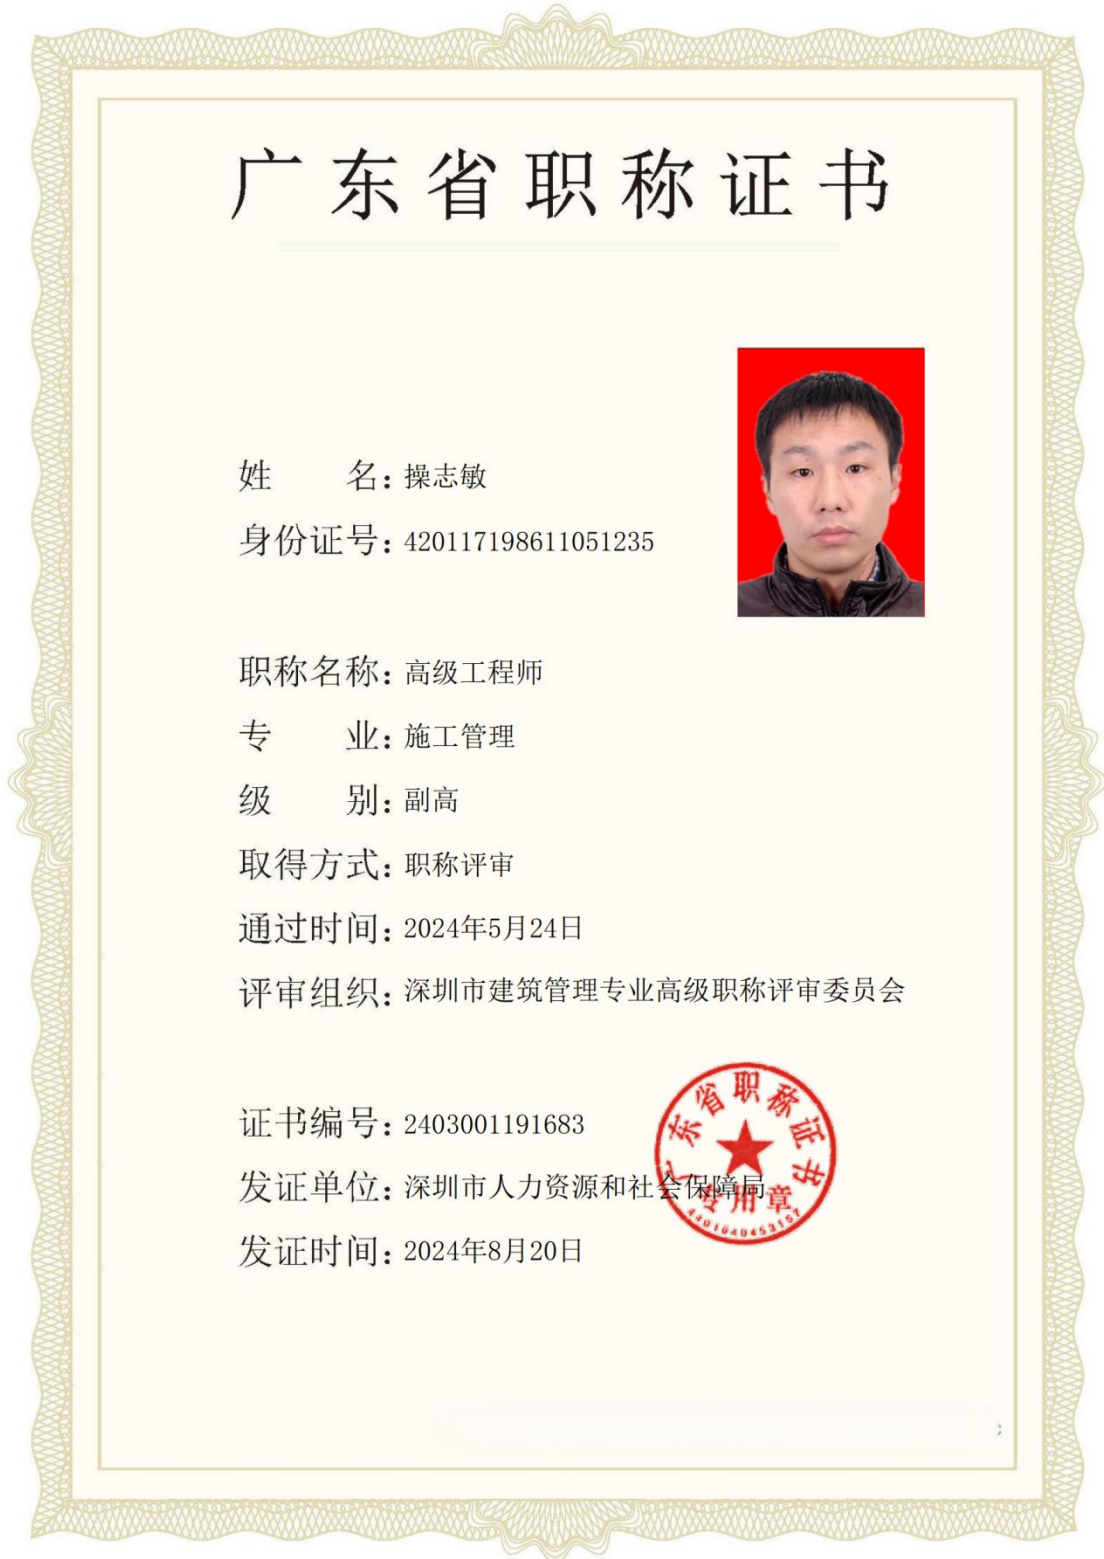 广东省职称证书
姓名：操志敏
身份证号：420117198611051235
职称名称：高级工程师
专业：施工管理
级别：副高
取得方式：职称评审
通过时间：2024年5月24日
评审组织：深圳市建筑管理专业高级职称评审委员会
证书编号：2403001191683
发证单位：深圳市人力资源和社会保障局
发证时间：2024年8月20日
广东省职称证书
专用章
4401040453157